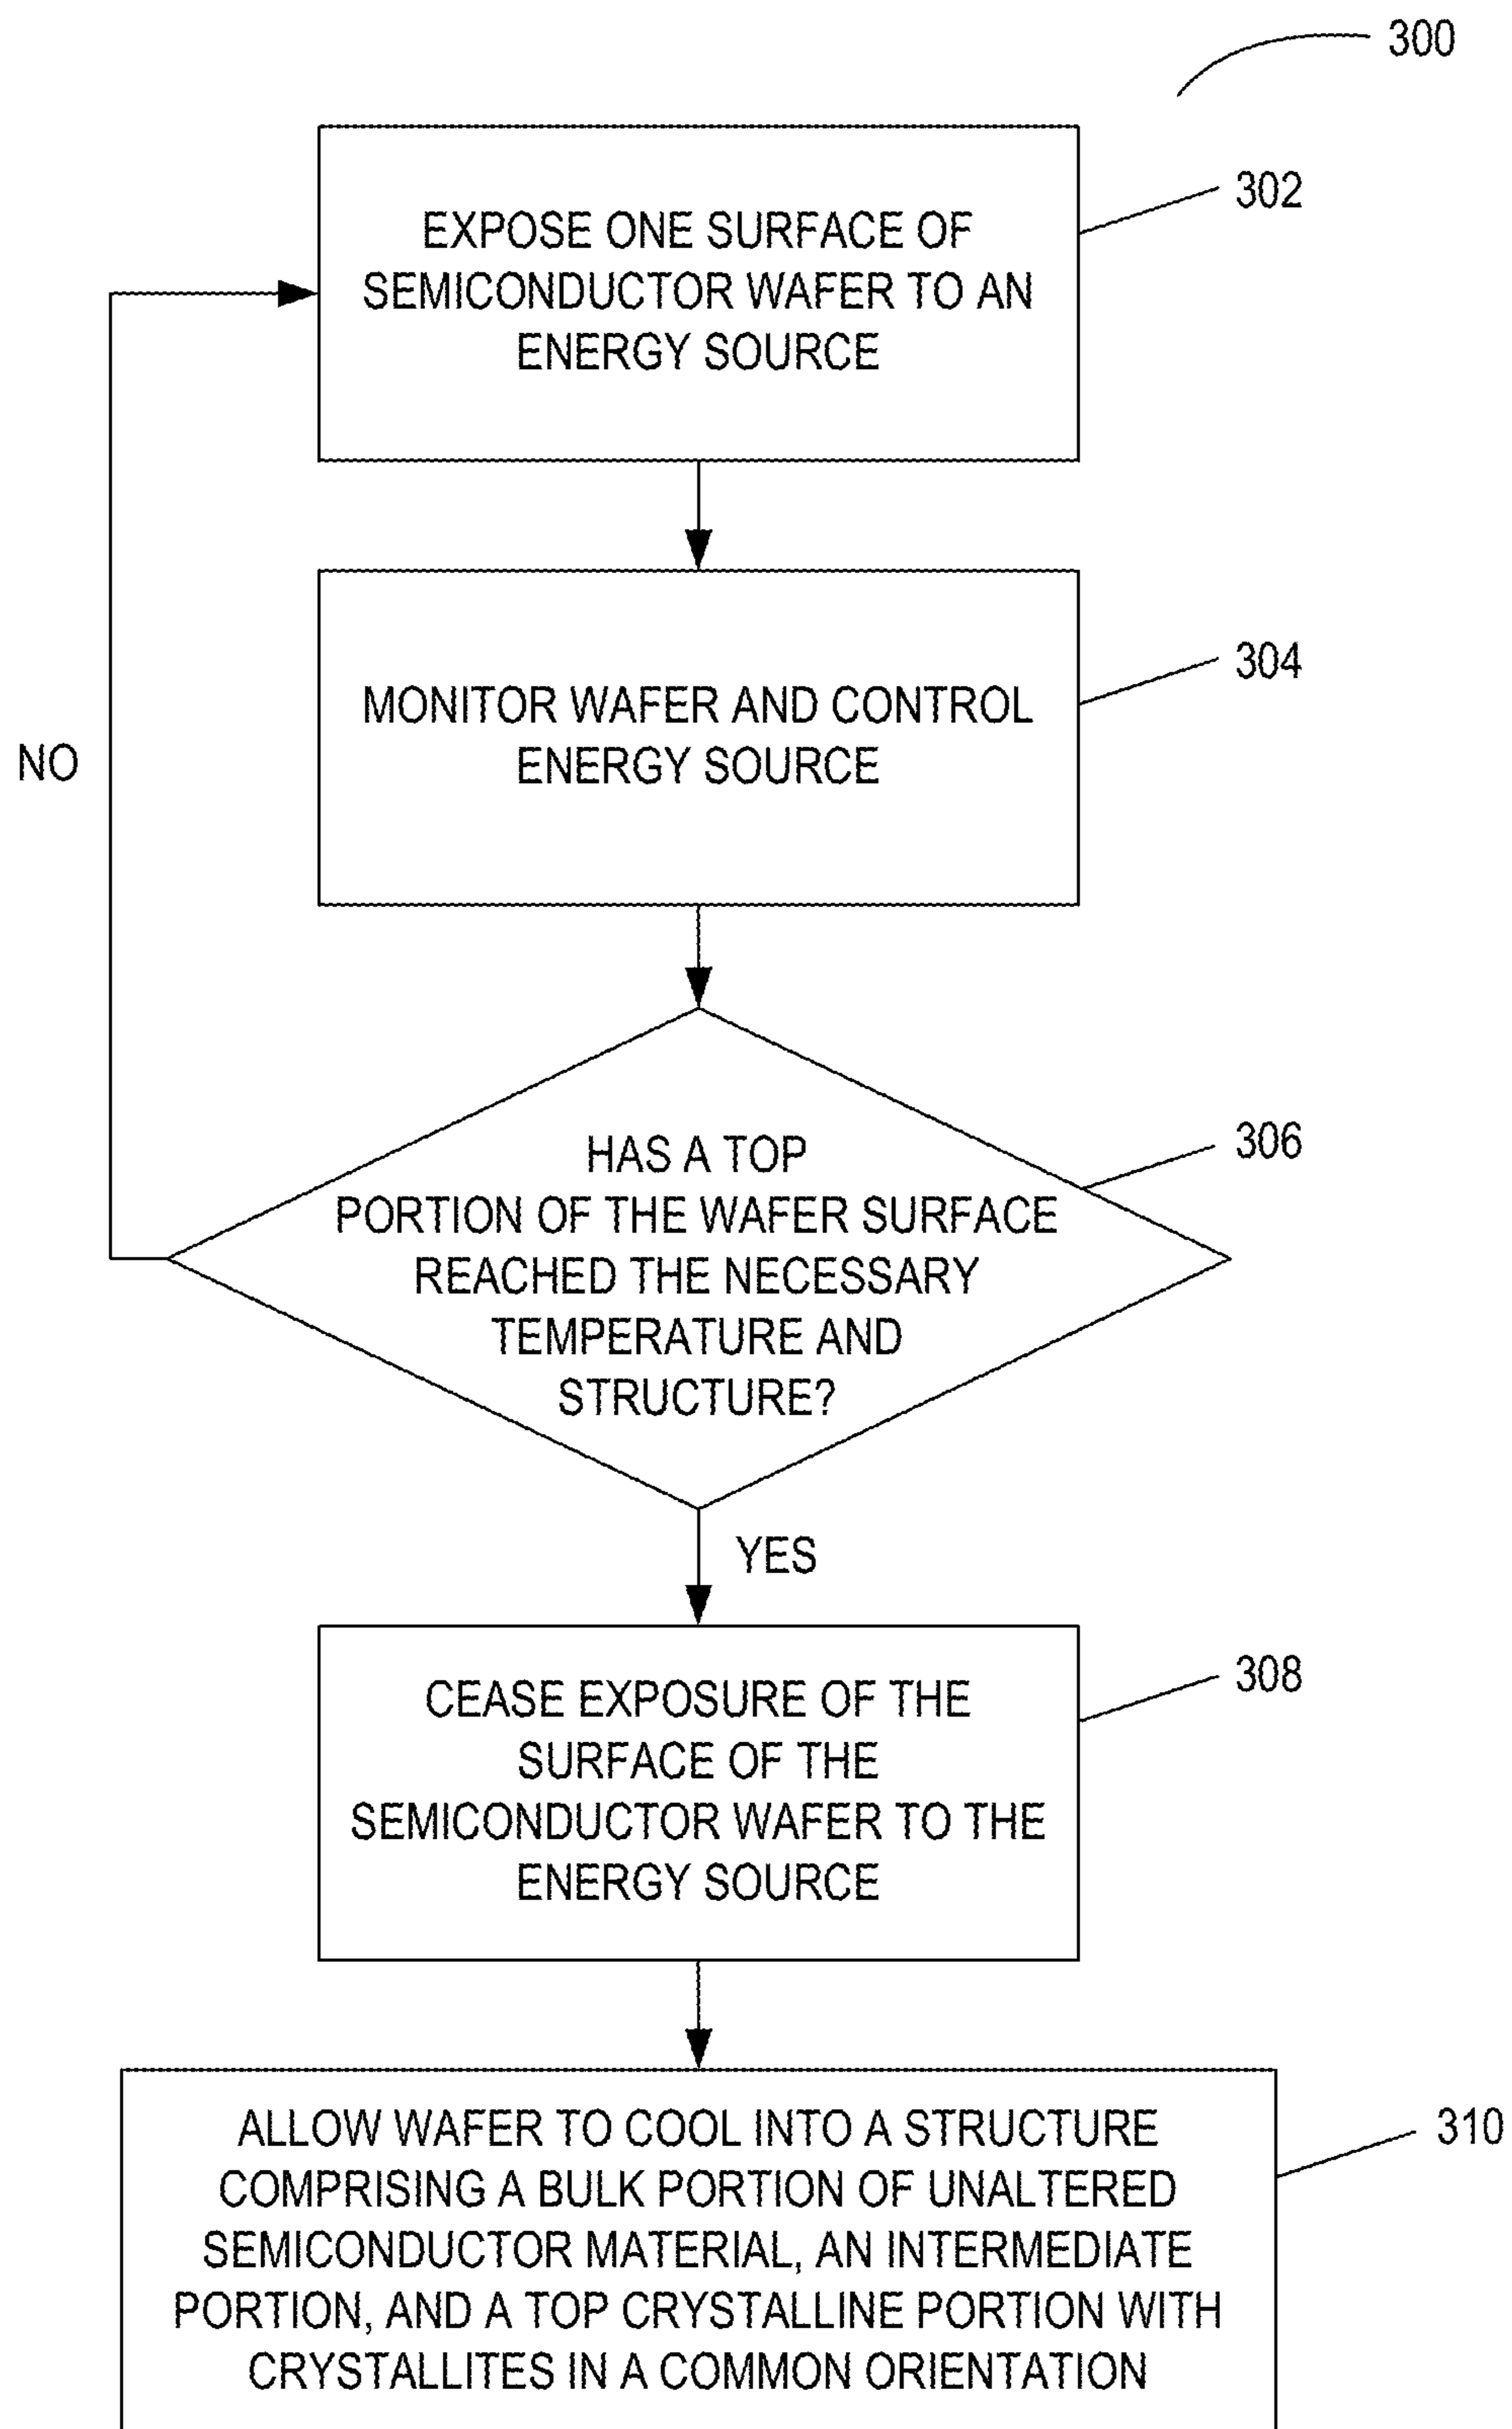 300
EXPOSE ONE SURFACE OF
SEMICONDUCTOR WAFER TO AN
ENERGY SOURCE
302
MONITOR WAFER AND CONTROL
ENERGY SOURCE
304
NO
HAS A TOP
PORTION OF THE WAFER SURFACE
REACHED THE NECESSARY
TEMPERATURE AND
STRUCTURE?
306
YES
CEASE EXPOSURE OF THE
SURFACE OF THE
SEMICONDUCTOR WAFER TO THE
ENERGY SOURCE
308
ALLOW WAFER TO COOL INTO A STRUCTURE
COMPRISING A BULK PORTION OF UNALTERED
SEMICONDUCTOR MATERIAL, AN INTERMEDIATE
PORTION, AND A TOP CRYSTALLINE PORTION WITH
CRYSTALLITES IN A COMMON ORIENTATION
310